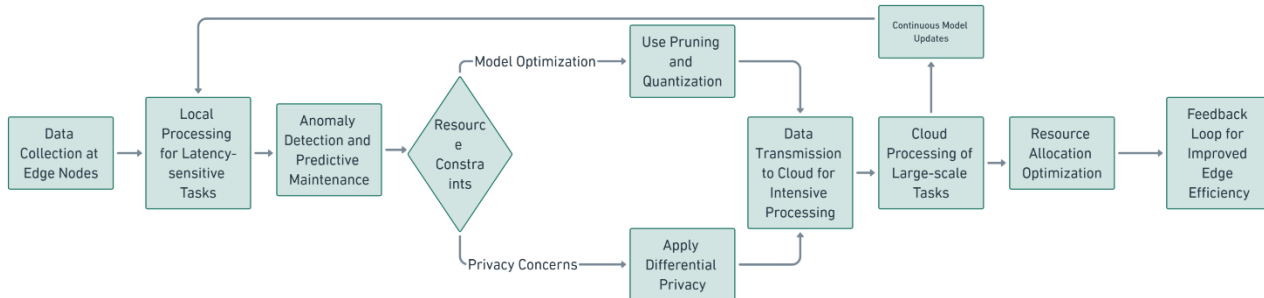 Continuous Model
Updates
Model Optimization
Use Pruning
and
Quantization
Data
Collection at
Edge Nodes
Local
Processing
for Latency-
sensitive
Tasks
Anomaly
Detection and
Predictive
Maintenance
Resourc
e
Constra
ints
Data
Transmission
to Cloud for
Intensive
Processing
Cloud
Processing of
Large-scale
Tasks
Resource
Allocation
Optimization
Feedback
Loop for
Improved
Edge
Efficiency
Privacy Concerns
Apply
Differential
Privacy